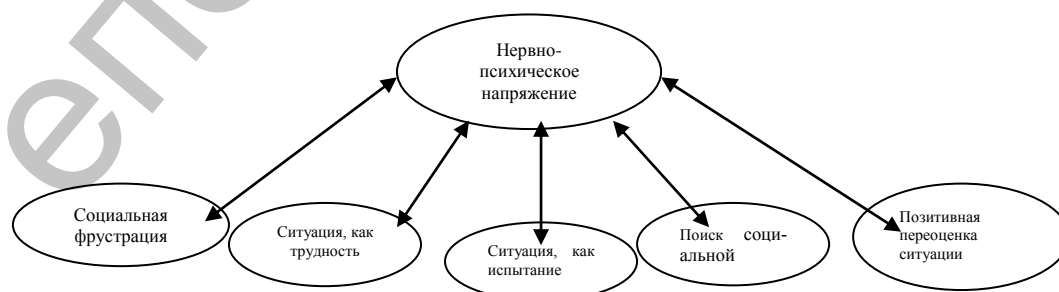 Нервно-
психическое
напряжение
Социальная
фрустрация
Ситуация, как
трудность
Ситуация, как
испытание
Поиск соци-
альной
Позитивная
переоценка
ситуации